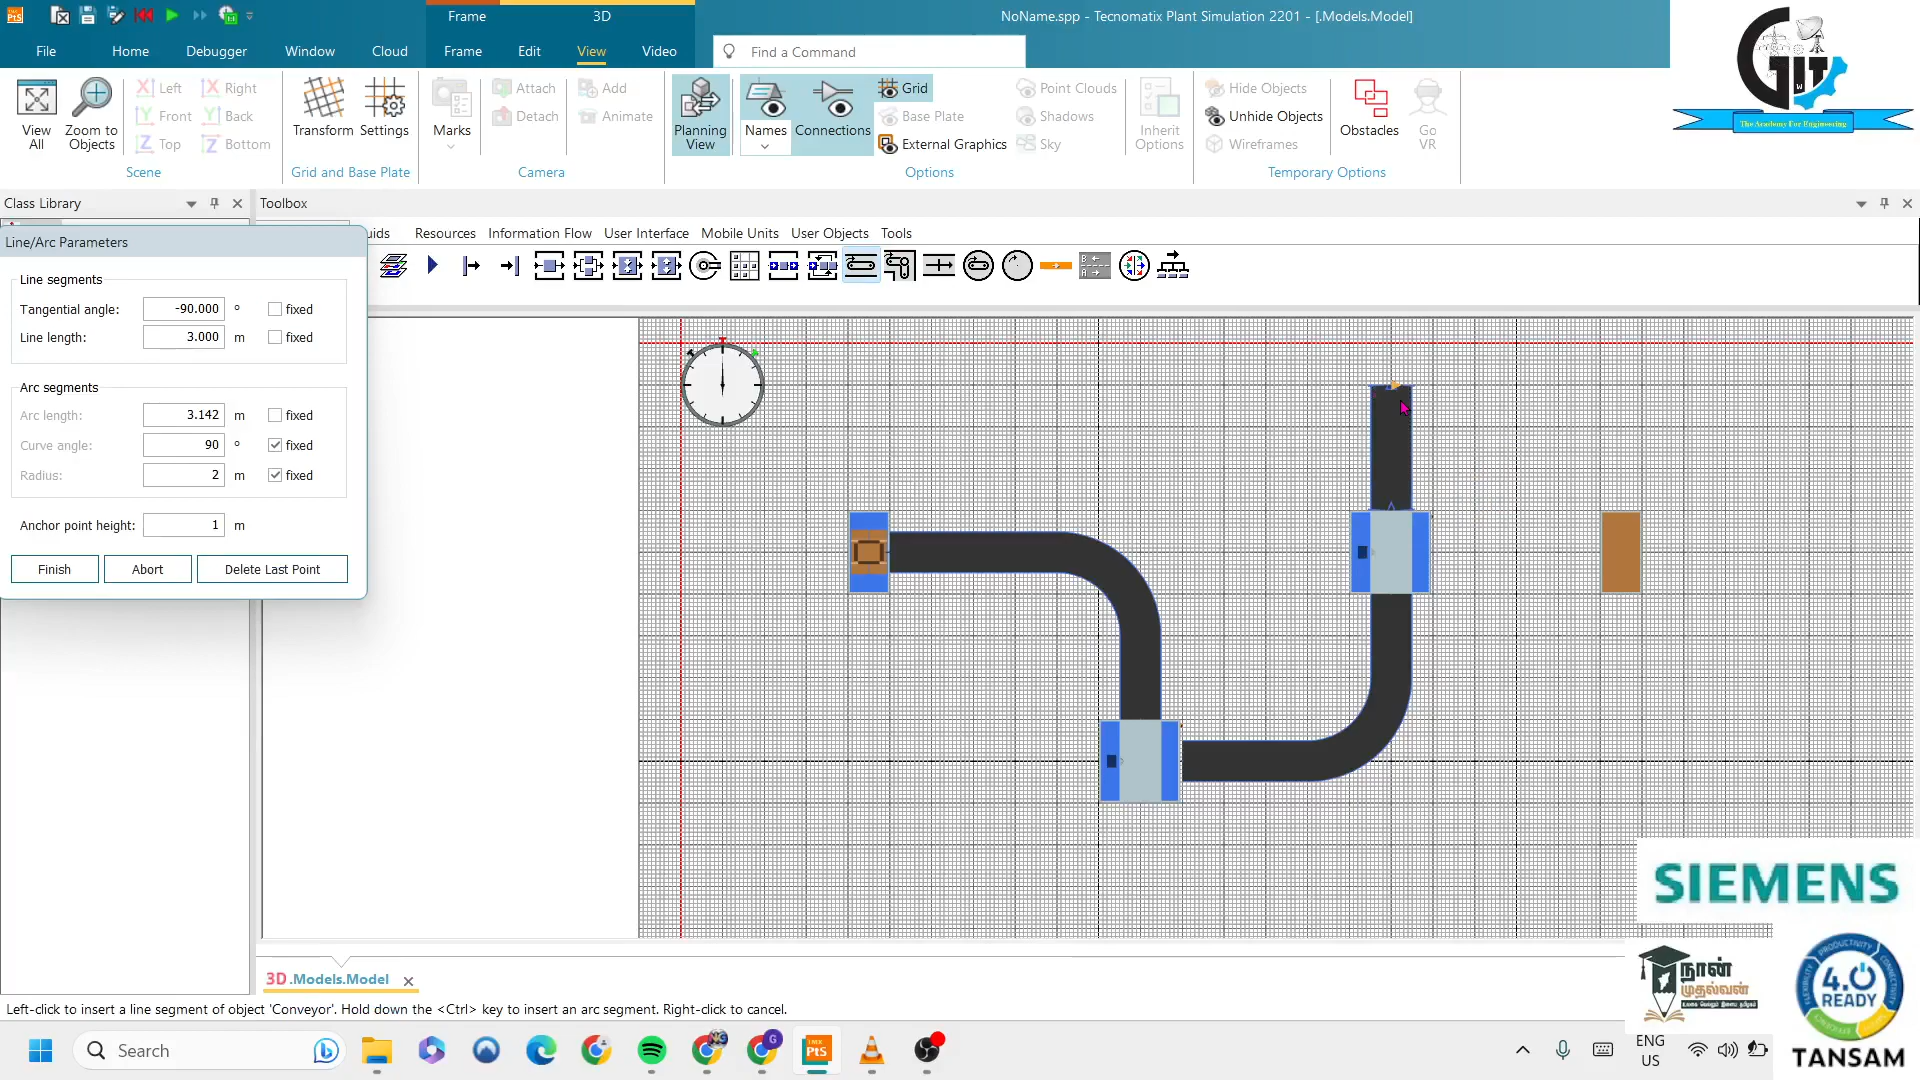 Frame
3D
NoName.spp - Tecnomatix Plant Simulation 2201 - [.Models.Model]
File
Home
Debugger
Window
Cloud
Frame
Edit
View
Video
Find a Command
View All
Zoom to Objects
Left
Right
Front
Back
Top
Bottom
Scene
Transform
Settings
Grid and Base Plate
Marks
Attach
Detach
Add
Animate
Camera
Planning View
Names
Connections
Grid
Base Plate
External Graphics
Point Clouds
Shadows
Sky
Inherit Options
Options
Hide Objects
Unhide Objects
Wireframes
Obstacles
Go VR
Temporary Options
The Academy For Engineering
Class Library
Toolbox
uids
Resources
Information Flow
User Interface
Mobile Units
User Objects
Tools
Line/Arc Parameters
Line segments
Tangential angle: -90.000 ° fixed
Line length: 3.000 m fixed
Arc segments
Arc length: 3.142 m fixed
Curve angle: 90 ° fixed
Radius: 2 m fixed
Anchor point height: 1 m
Finish
Abort
Delete Last Point
SIEMENS
நான்
முதல்வன்
4.0
READY
TANSAM
3D .Models.Model
Left-click to insert a line segment of object 'Conveyor'. Hold down the <Ctrl> key to insert an arc segment. Right-click to cancel.
Search
ENG
US